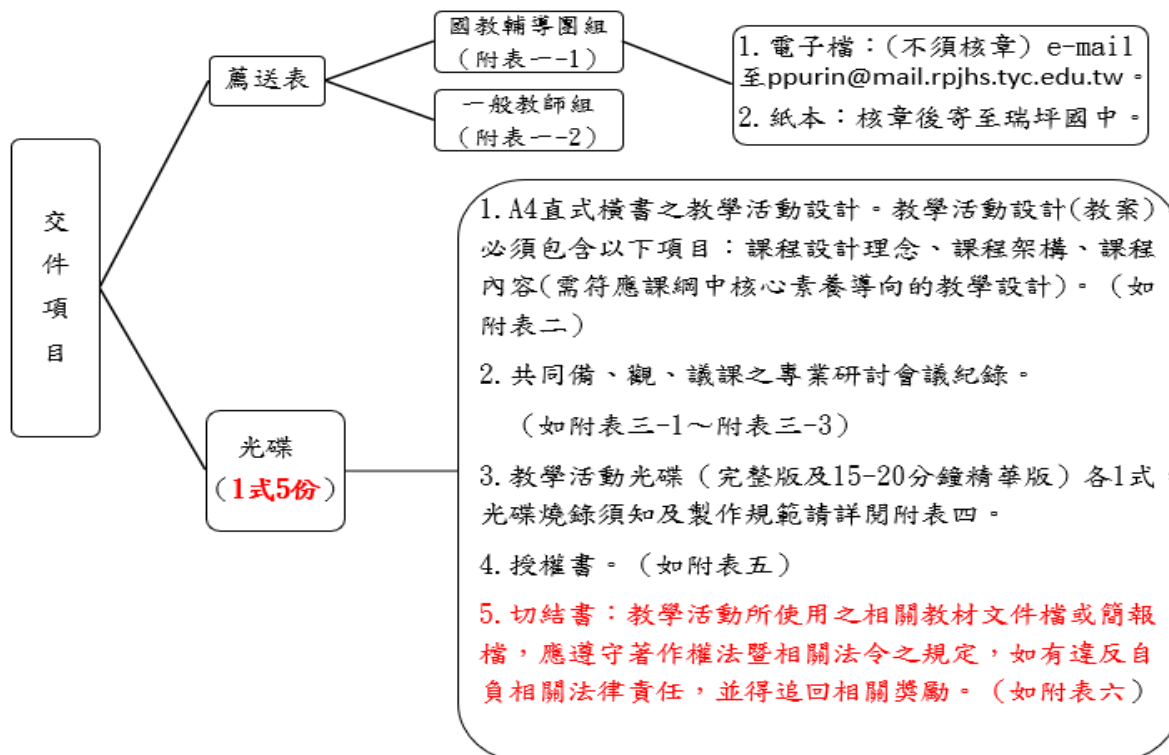 交
件
項
目
薦送表
國教輔導團組
(附表一-1)
一般教師組
(附表一-2)
1.電子檔：(不須核章) e-mail
至ppurin@mail.rpjhs.tyc.edu.tw。
2.紙本：核章後寄至瑞坪國中。
光碟
（1式5份）
1.A4直式橫書之教學活動設計。教學活動設計(教案)
必須包含以下項目：課程設計理念、課程架構、課程
內容(需符應課綱中核心素養導向的教學設計)。（如
附表二）
2.共同備、觀、議課之專業研討會議紀錄。
（如附表三-1～附表三-3）
3.教學活動光碟（完整版及15-20分鐘精華版）各1式，
光碟燒錄須知及製作規範請詳閱附表四。
4.授權書。（如附表五）
5.切結書：教學活動所使用之相關教材文件檔或簡報
檔，應遵守著作權法暨相關法令之規定，如有違反自
負相關法律責任，並得追回相關獎勵。（如附表六）